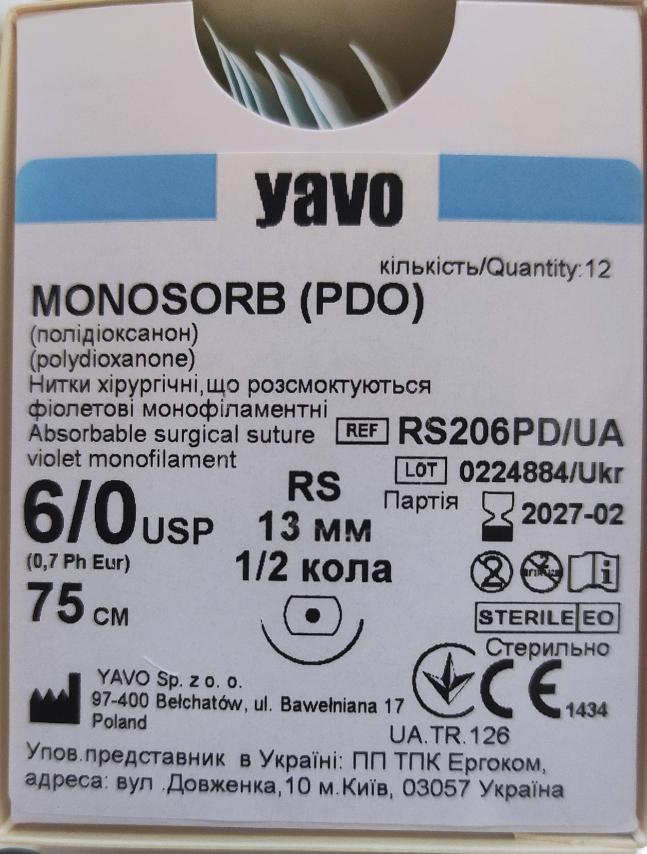 yavo
кількість/Quantity:12
MONOSORB (PDO)
(полідіоксанон)
(polydioxanone)
Нитки хірургічні,що розсмоктуються
фіолетові монофіламентні
Absorbable surgical suture
violet monofilament
REF RS206PD/UA
LOT 0224884/Ukr
Партія
2027-02
6/0 USP
(0,7 Ph Eur)
75 см
RS
13 мм
1/2 кола
2
i
STERILE EO
Стерильно
CE 1434
UA.TR.126
YAVO Sp. z o. o.
97-400 Bełchatów, ul. Bawełniana 17
Poland
Упов.представник в Україні: ПП ТПК Ергоком,
адреса: вул .Довженка,10 м.Київ, 03057 Україна